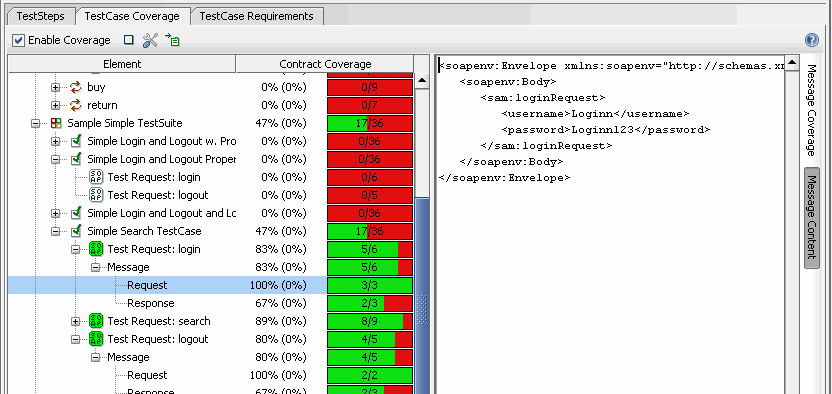 TestSteps TestCase Coverage TestCase Requirements
Enable Coverage
Element Contract Coverage
buy 0% (0%) 0/9
return 0% (0%) 0/7
Sample Simple TestSuite 47% (0%) 17/36
Simple Login and Logout w. Pro 0% (0%) 0/36
Simple Login and Logout Proper 0% (0%) 0/36
Test Request: login 0% (0%) 0/6
Test Request: logout 0% (0%) 0/5
Simple Login and Logout and Lo 0% (0%) 0/36
Simple Search TestCase 47% (0%) 17/36
Test Request: login 83% (0%) 5/6
Message 83% (0%) 5/6
Request 100% (0%) 3/3
Response 67% (0%) 2/3
Test Request: search 89% (0%) 8/9
Test Request: logout 80% (0%) 4/5
Message 80% (0%) 4/5
Request 100% (0%) 2/2
Response 67% (0%) 2/3
<soapenv:Envelope xmlns:soapenv="http://schemas.xm
<soapenv:Body>
<sam:loginRequest>
<username>Loginn</username>
<password>Loginn123</password>
</sam:loginRequest>
</soapenv:Body>
</soapenv:Envelope>
Message Coverage
Message Content